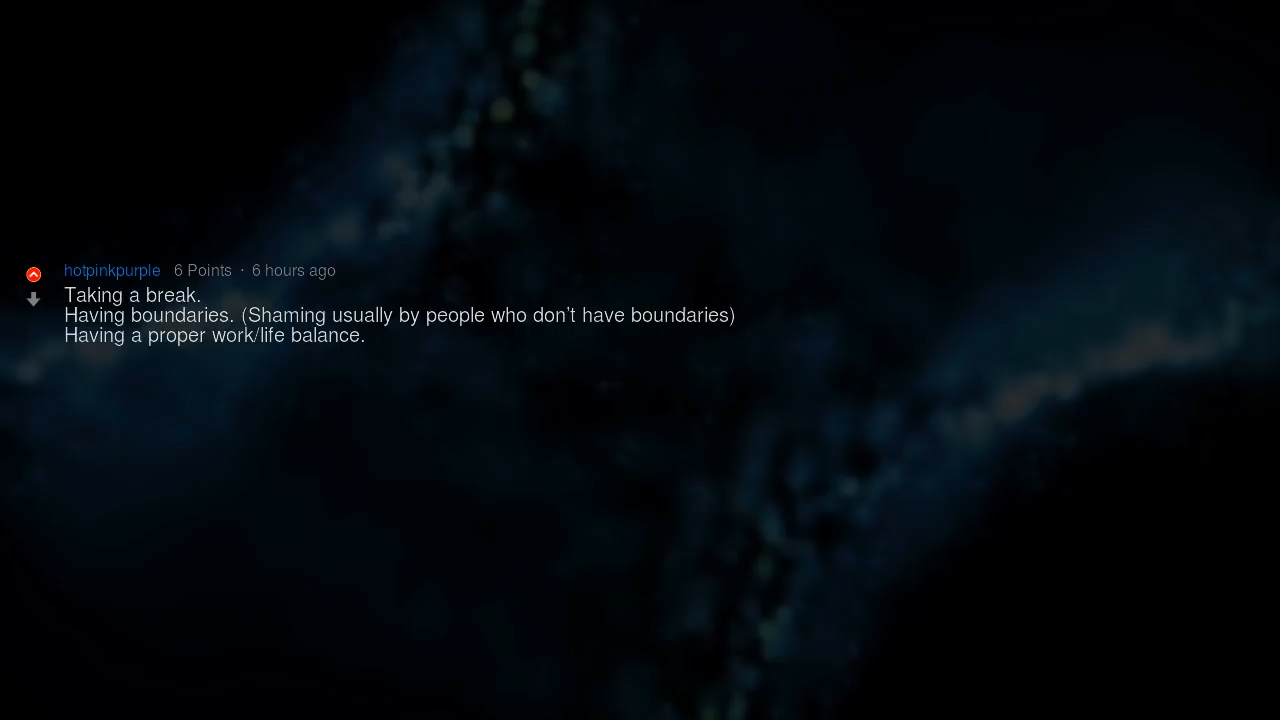 hotpinkpurple 6 Points · 6 hours ago
Taking a break.
Having boundaries. (Shaming usually by people who don’t have boundaries)
Having a proper work/life balance.